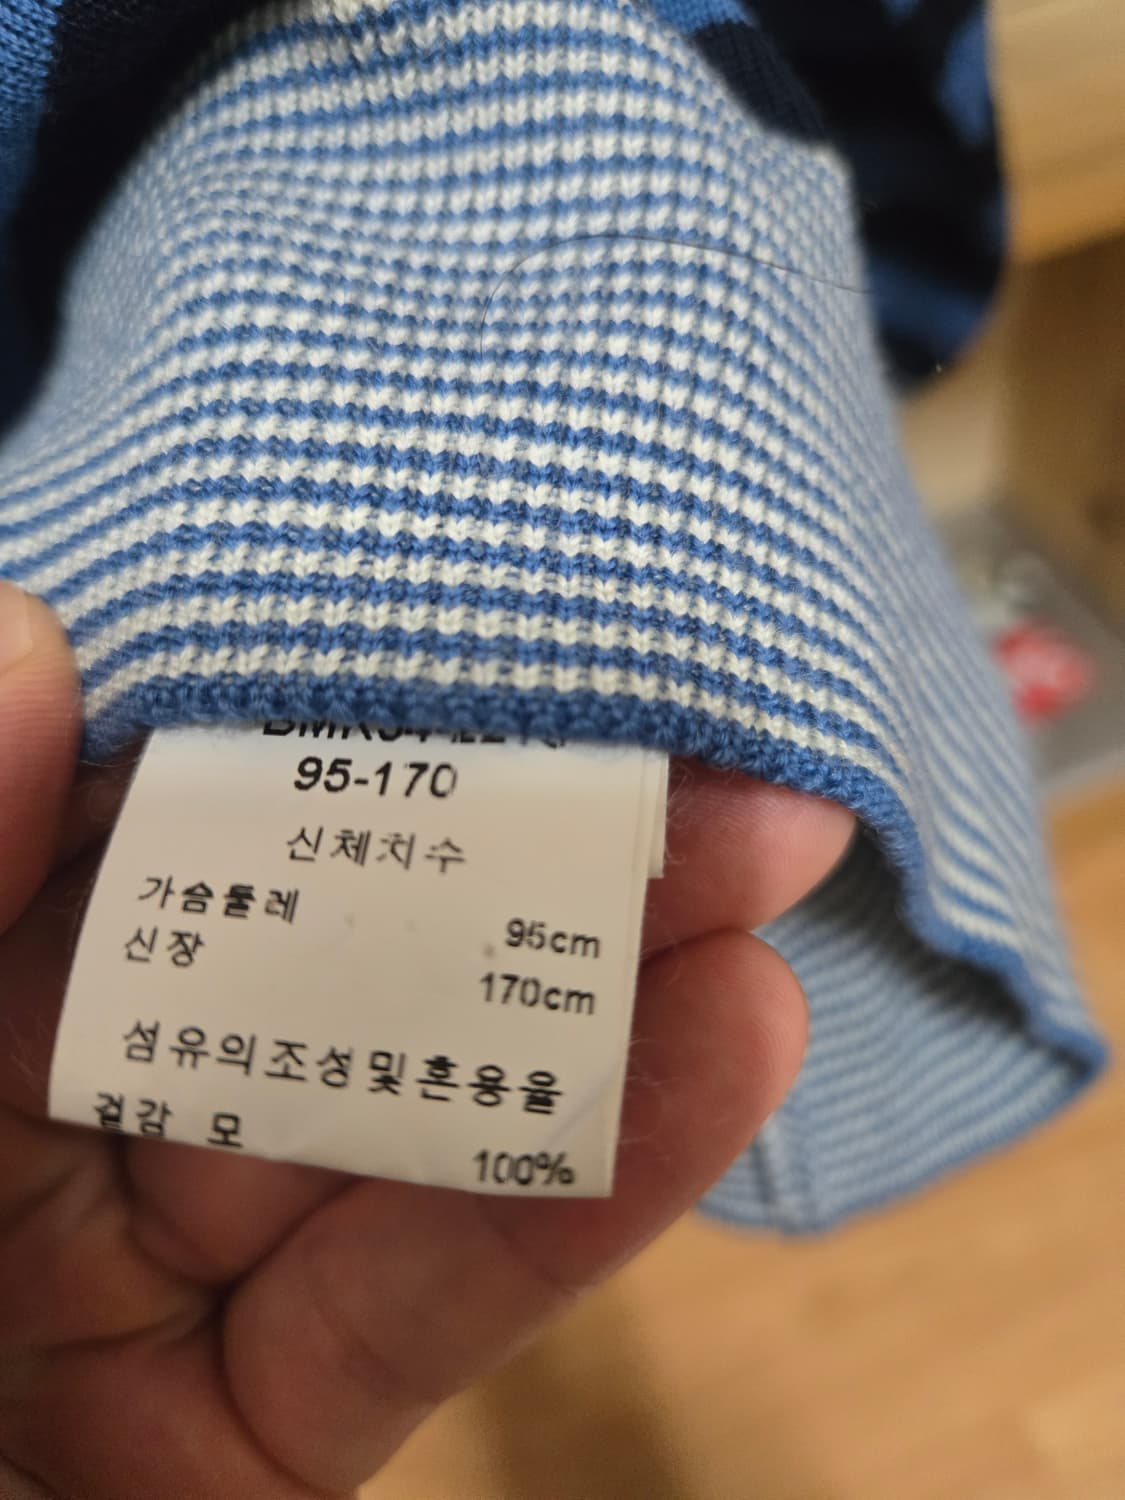 95-170
신체치수
가슴둘레 95cm
신장 170cm
섬유의조성및혼용율
겉감 모 100%